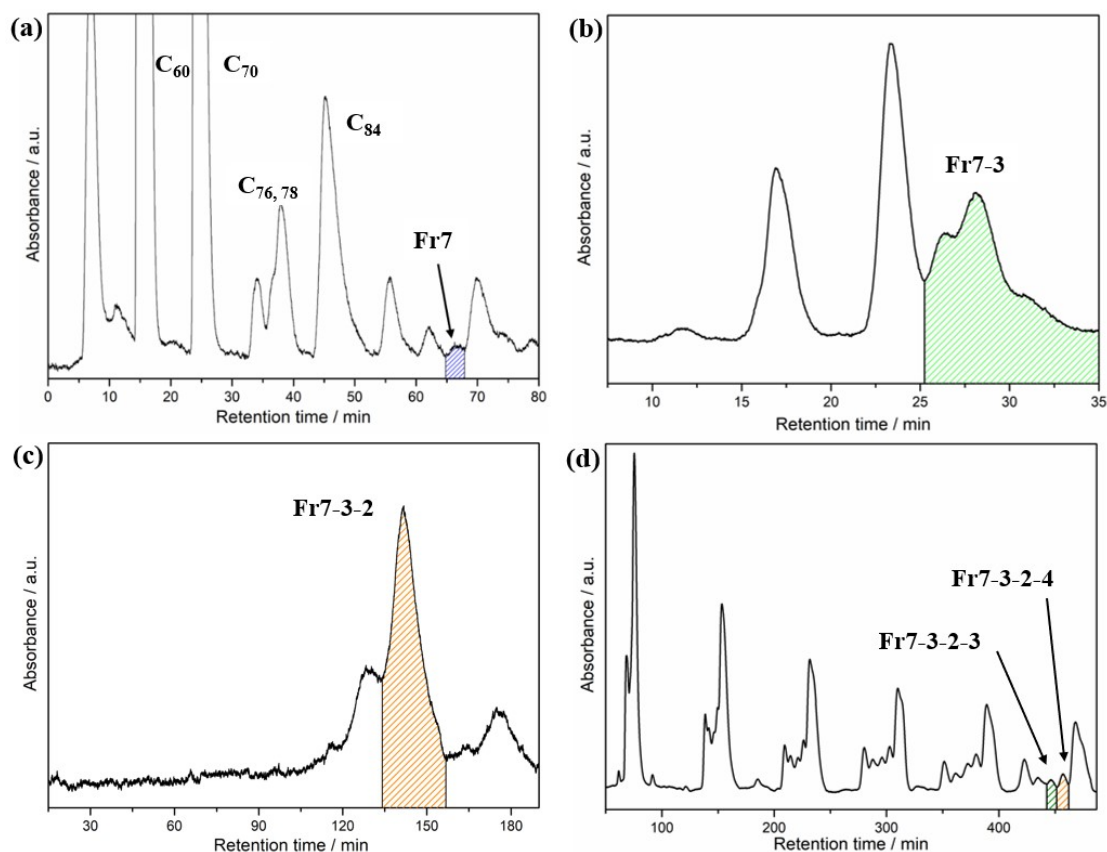 (a)
Absorbance / a.u.
C60
C70
C76, 78
C84
Fr7
0 10 20 30 40 50 60 70 80
Retention time / min
(b)
Absorbance / a.u.
Fr7-3
10 15 20 25 30 35
Retention time / min
(c)
Absorbance / a.u.
Fr7-3-2
30 60 90 120 150 180
Retention time / min
(d)
Absorbance / a.u.
Fr7-3-2-4
Fr7-3-2-3
100 200 300 400
Retention time / min